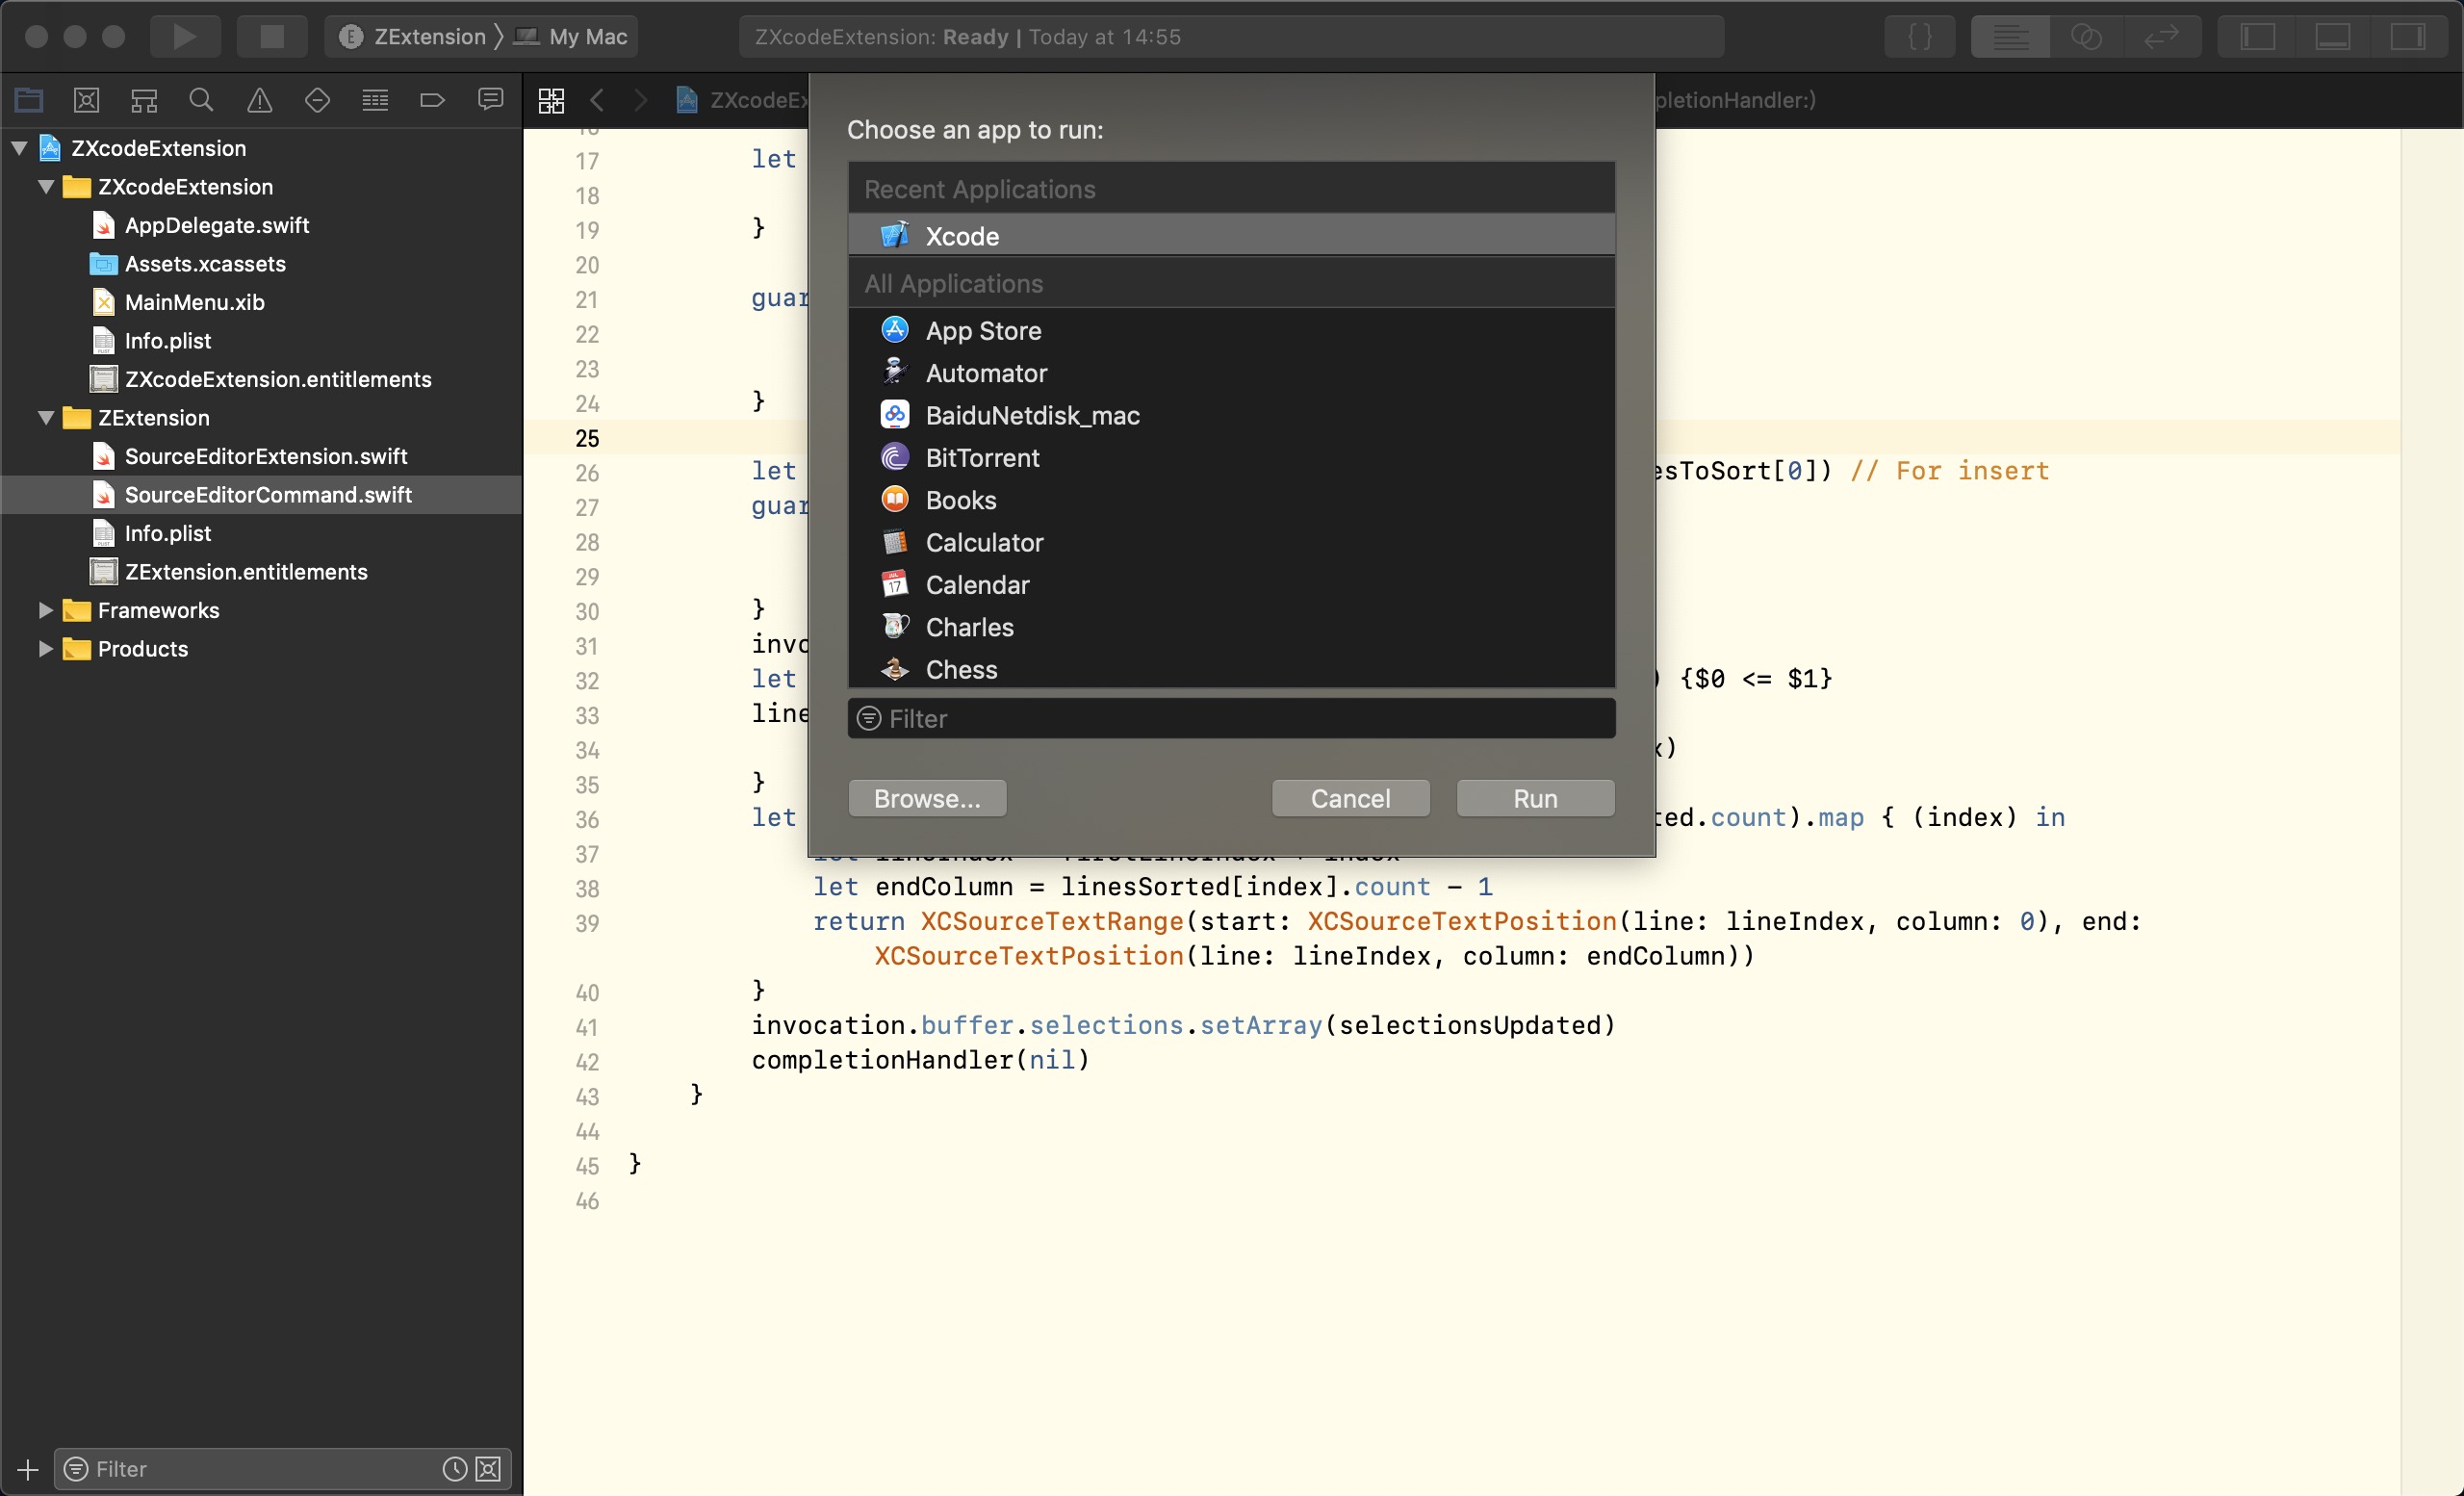 ZExtension My Mac
ZXcodeExtension: Ready | Today at 14:55
ZXcodeEx
pletionHandler:)
ZXcodeExtension
ZXcodeExtension
AppDelegate.swift
Assets.xcassets
MainMenu.xib
Info.plist
ZXcodeExtension.entitlements
ZExtension
SourceEditorExtension.swift
SourceEditorCommand.swift
Info.plist
ZExtension.entitlements
Frameworks
Products
Filter
Choose an app to run:
Recent Applications
Xcode
All Applications
App Store
Automator
BaiduNetdisk_mac
BitTorrent
Books
Calculator
Calendar
Charles
Chess
Filter
Browse...
Cancel
Run
17 let
18
19 }
20
21 guar
22
23
24 }
25
26 let esToSort[0]) // For insert
27 guar
28
29
30 }
31 invo
32 let ) {$0 <= $1}
33 line
34 x)
35 }
36 let ted.count).map { (index) in
37
38 let endColumn = linesSorted[index].count - 1
39 return XCSourceTextRange(start: XCSourceTextPosition(line: lineIndex, column: 0), end:
XCSourceTextPosition(line: lineIndex, column: endColumn))
40 }
41 invocation.buffer.selections.setArray(selectionsUpdated)
42 completionHandler(nil)
43 }
44
45 }
46